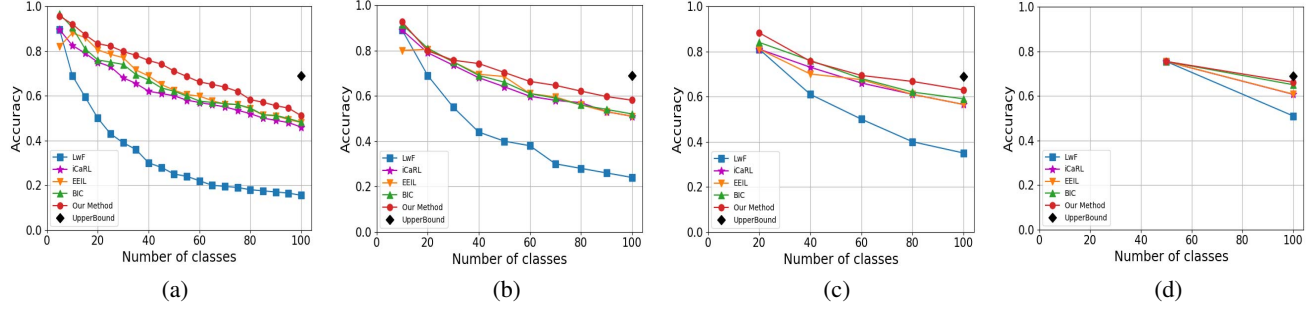 1.0
0.8
0.6
0.4
0.2
0.0
Accuracy
LwF
iCaRL
EEIL
BIC
Our Method
UpperBound
0 20 40 60 80 100
Number of classes
(a)
1.0
0.8
0.6
0.4
0.2
0.0
Accuracy
LwF
iCaRL
EEIL
BIC
Our Method
UpperBound
0 20 40 60 80 100
Number of classes
(b)
1.0
0.8
0.6
0.4
0.2
0.0
Accuracy
LwF
iCaRL
EEIL
BIC
Our Method
UpperBound
0 20 40 60 80 100
Number of classes
(c)
1.0
0.8
0.6
0.4
0.2
0.0
Accuracy
LwF
iCaRL
EEIL
BIC
Our Method
UpperBound
0 20 40 60 80 100
Number of classes
(d)